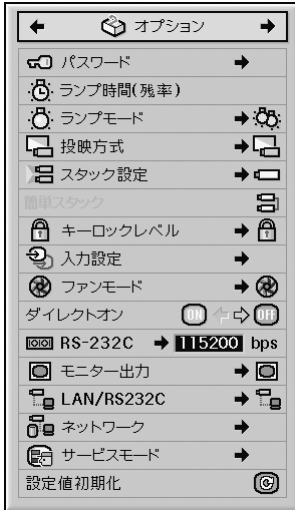 オプション
パスワード
ランプ時間(残率)
ランプモード
投映方式
スタック設定
簡単スタック
キーロックレベル
入力設定
ファンモード
ダイレクトオン ON OFF
RS-232C 115200 bps
モニター出力
LAN/RS232C
ネットワーク
サービスモード
設定値初期化